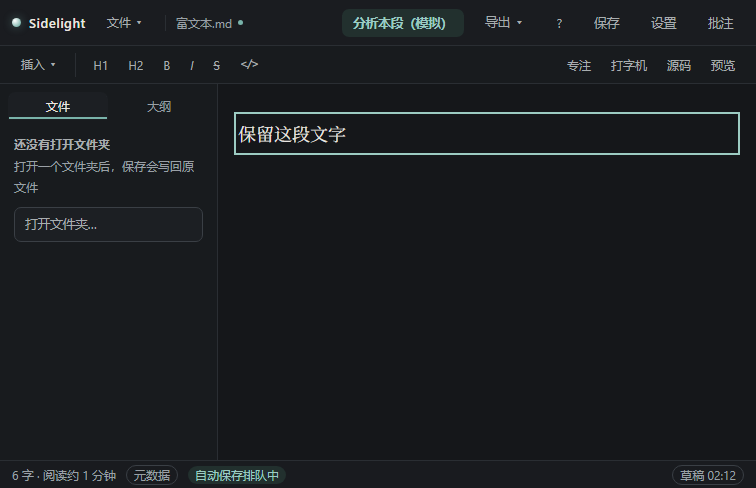 Sidelight 文件 富文本.md 分析本段（模拟） 导出 ? 保存 设置 批注
插入 H1 H2 B I S </> 专注 打字机 源码 预览
文件 大纲
还没有打开文件夹
打开一个文件夹后，保存会写回原
文件
打开文件夹...
保留这段文字
6 字 · 阅读约 1 分钟 元数据 自动保存排队中 草稿 02:12